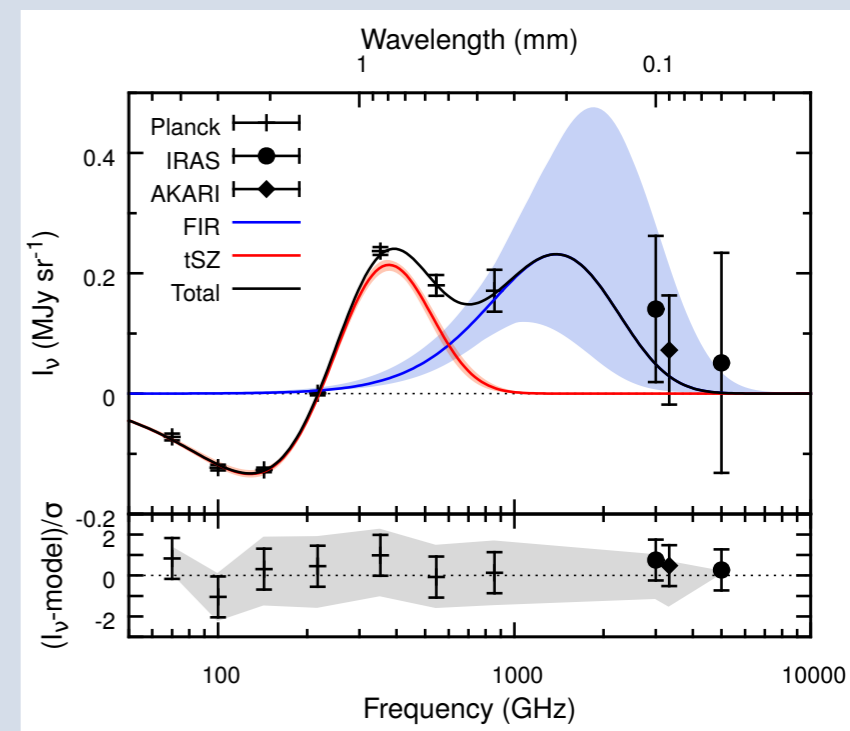 Wavelength (mm)
1 0.1
Planck
IRAS
AKARI
FIR
tSZ
Total
0.4
0.2
0
-0.2
Iν (MJy sr⁻¹)
2
0
-2
(Iν-model)/σ
100 1000 10000
Frequency (GHz)